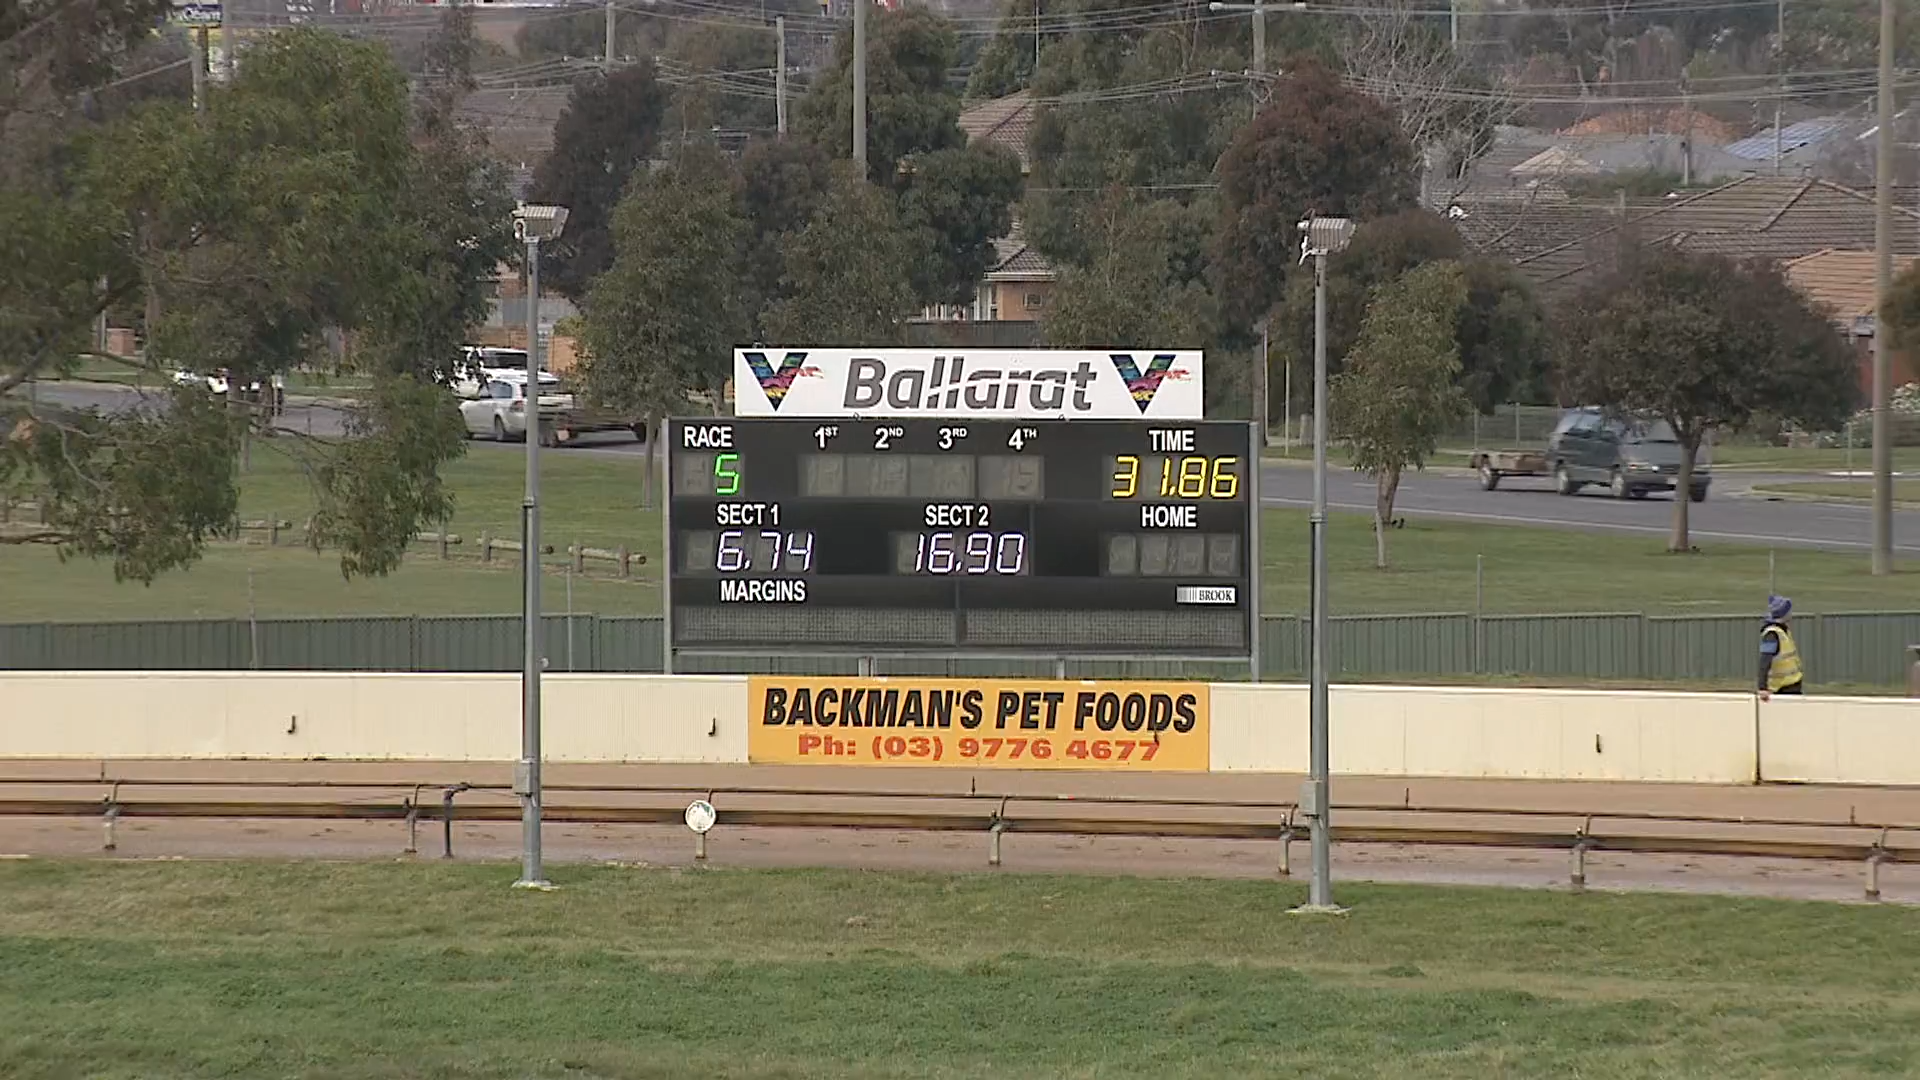 Ballarat
RACE 1ST 2ND 3RD 4TH TIME
5 31.86
SECT 1 SECT 2 HOME
6.74 16.90
MARGINS
BROOK
BACKMAN'S PET FOODS
Ph: (03) 9776 4677